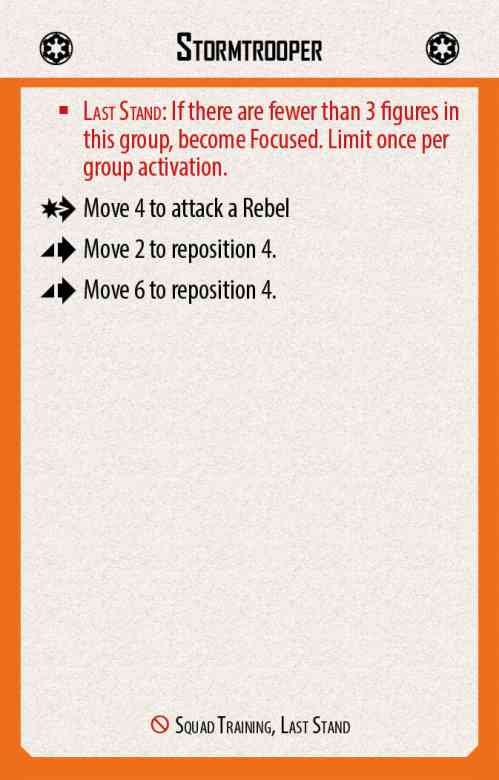 Stormtrooper
Last Stand: If there are fewer than 3 figures in
this group, become Focused. Limit once per
group activation.
Move 4 to attack a Rebel
Move 2 to reposition 4.
Move 6 to reposition 4.
Squad Training, Last Stand